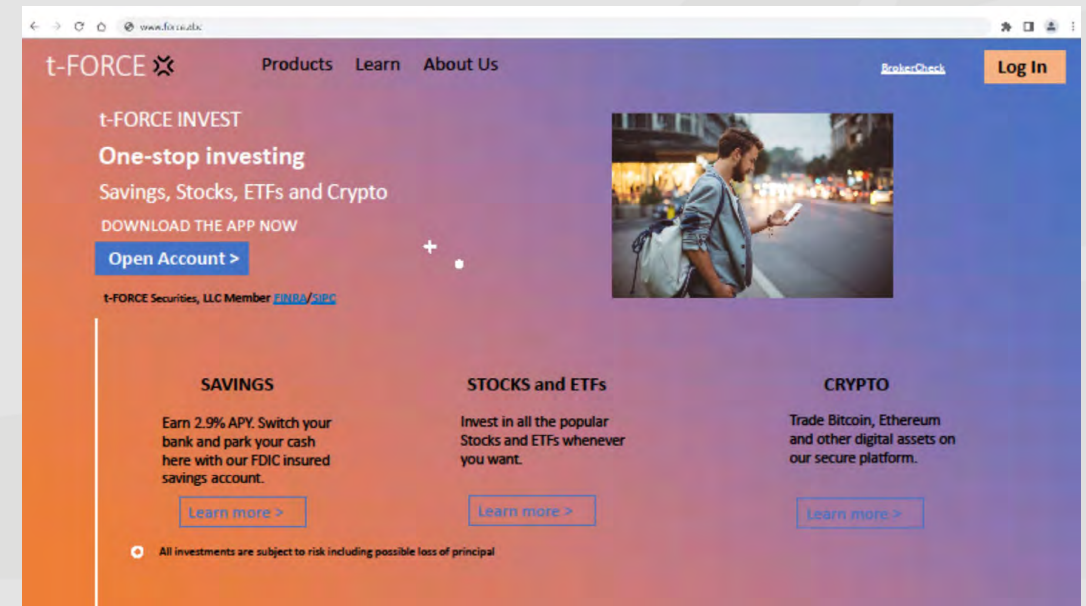 www.force.abc
t-FORCE
Products Learn About Us
BrokerCheck
Log In
t-FORCE INVEST
One-stop investing
Savings, Stocks, ETFs and Crypto
DOWNLOAD THE APP NOW
Open Account >
t-FORCE Securities, LLC Member FINRA/SIPC
SAVINGS
Earn 2.9% APY. Switch your
bank and park your cash
here with our FDIC insured
savings account.
Learn more >
STOCKS and ETFs
Invest in all the popular
Stocks and ETFs whenever
you want.
Learn more >
CRYPTO
Trade Bitcoin, Ethereum
and other digital assets on
our secure platform.
Learn more >
All investments are subject to risk including possible loss of principal